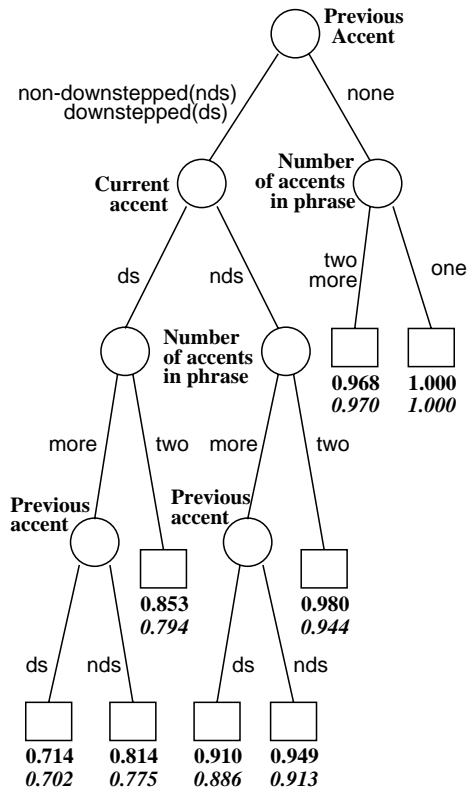 Previous
Accent
non-downstepped(nds)
downstepped(ds)
none
Current
accent
Number
of accents
in phrase
ds
nds
two
more
one
Number
of accents
in phrase
0.968
0.970
1.000
1.000
more
two
more
two
Previous
accent
Previous
accent
0.853
0.794
0.980
0.944
ds
nds
ds
nds
0.714
0.702
0.814
0.775
0.910
0.886
0.949
0.913